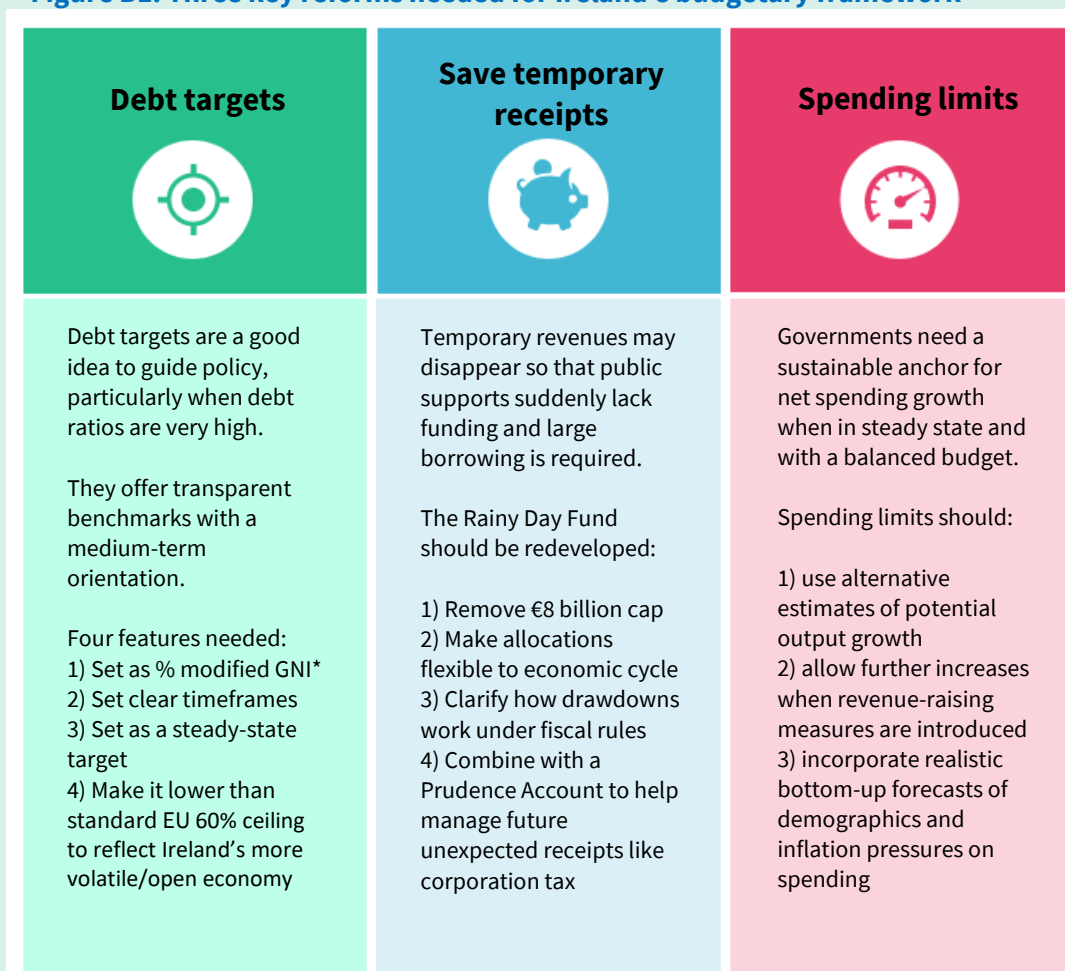 Debt targets
Save temporary
receipts
Spending limits
Debt targets are a good
idea to guide policy,
particularly when debt
ratios are very high.
They offer transparent
benchmarks with a
medium-term
orientation.
Four features needed:
1) Set as % modified GNI*
2) Set clear timeframes
3) Set as a steady-state
target
4) Make it lower than
standard EU 60% ceiling
to reflect Ireland’s more
volatile/open economy
Temporary revenues may
disappear so that public
supports suddenly lack
funding and large
borrowing is required.
The Rainy Day Fund
should be redeveloped:
1) Remove €8 billion cap
2) Make allocations
flexible to economic cycle
3) Clarify how drawdowns
work under fiscal rules
4) Combine with a
Prudence Account to help
manage future
unexpected receipts like
corporation tax
Governments need a
sustainable anchor for
net spending growth
when in steady state and
with a balanced budget.
Spending limits should:
1) use alternative
estimates of potential
output growth
2) allow further increases
when revenue-raising
measures are introduced
3) incorporate realistic
bottom-up forecasts of
demographics and
inflation pressures on
spending